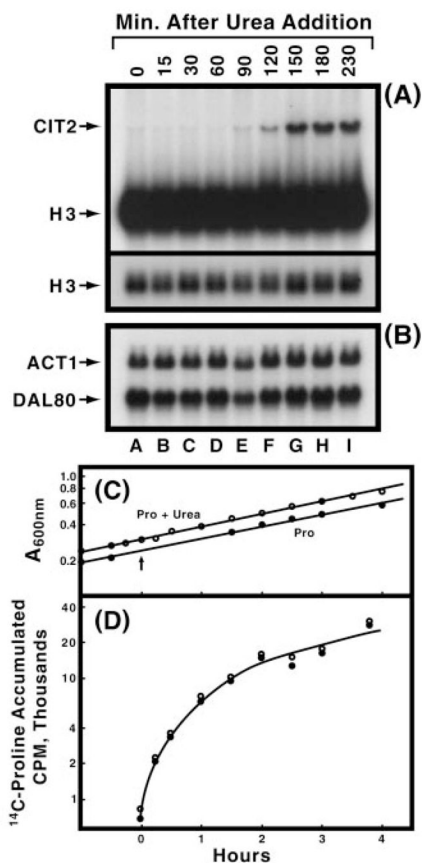 Min. After Urea Addition
0 15 30 60 90 120 150 180 230
(A)
CIT2
H3
H3
(B)
ACT1
DAL80
A B C D E F G H I
(C)
1.0
0.8
0.6
0.4
0.2
A600nm
Pro + Urea
Pro
(D)
40
20
10
4
2
1
14C-Proline Accumulated
CPM, Thousands
0 1 2 3 4
Hours